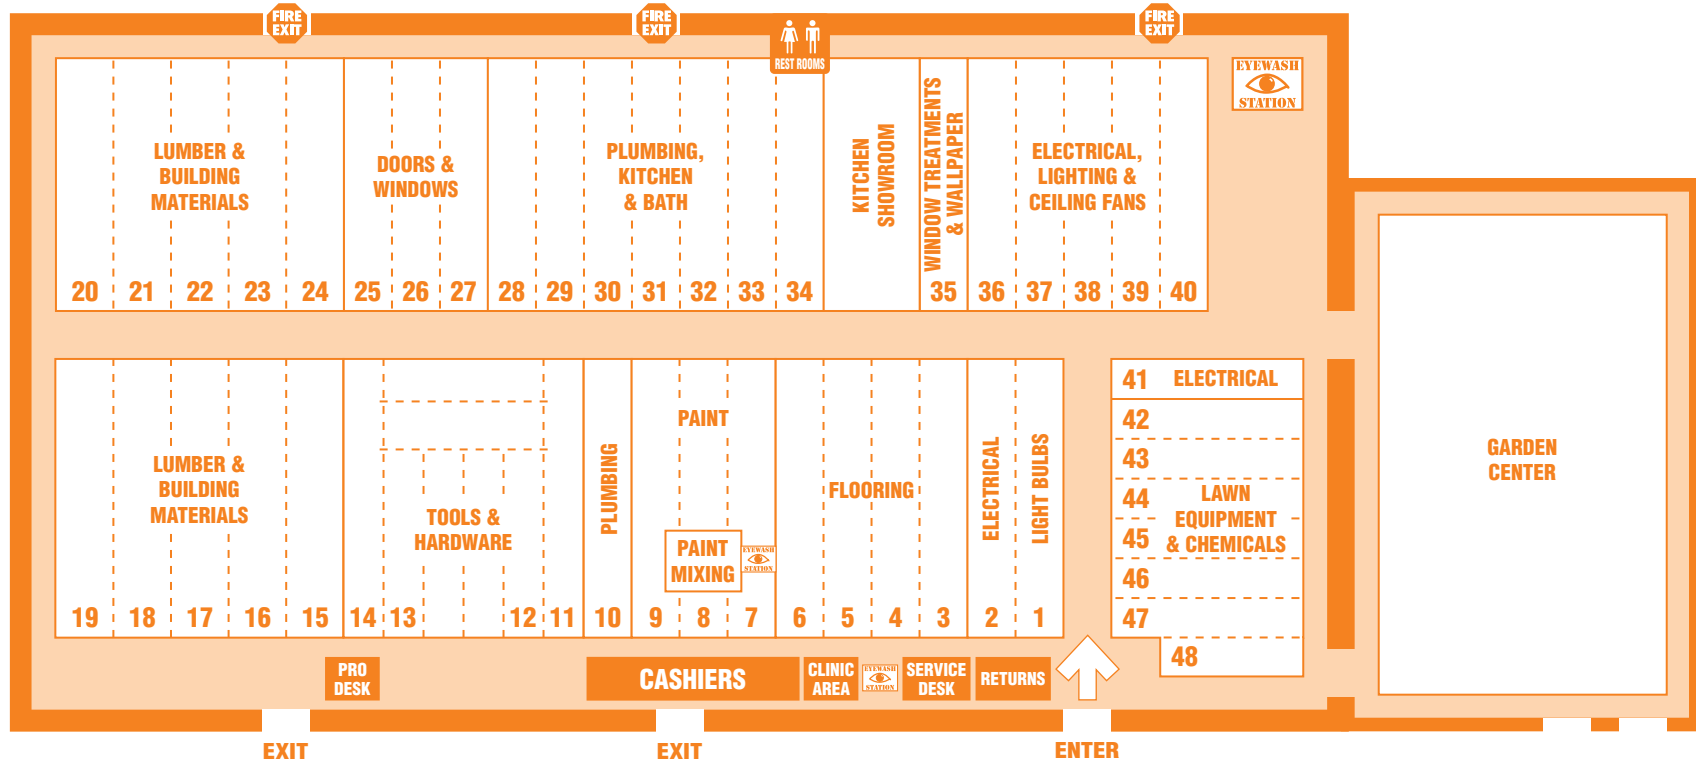 FIRE
EXIT
FIRE
EXIT
FIRE
EXIT
REST ROOMS
EYEWASH
STATION
LUMBER &
BUILDING
MATERIALS
DOORS &
WINDOWS
PLUMBING,
KITCHEN
& BATH
KITCHEN
SHOWROOM
WINDOW TREATMENTS
& WALLPAPER
ELECTRICAL,
LIGHTING &
CEILING FANS
20 21 22 23 24 25 26 27 28 29 30 31 32 33 34 35 36 37 38 39 40
LUMBER &
BUILDING
MATERIALS
TOOLS &
HARDWARE
PLUMBING
PAINT
PAINT
MIXING
EYEWASH
STATION
FLOORING
ELECTRICAL
LIGHT BULBS
19 18 17 16 15 14 13 12 11 10 9 8 7 6 5 4 3 2 1
41 ELECTRICAL
42
43
44
45
46
47
48
LAWN
EQUIPMENT
& CHEMICALS
GARDEN
CENTER
PRO
DESK
CASHIERS
CLINIC
AREA
EYEWASH
STATION
SERVICE
DESK
RETURNS
EXIT
EXIT
ENTER